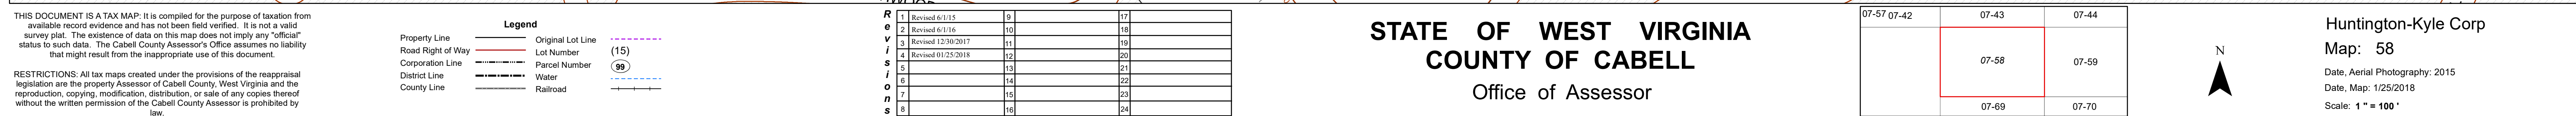 THIS DOCUMENT IS A TAX MAP: It is compiled for the purpose of taxation from
available record evidence and has not been field verified. It is not a valid
survey plat. The existence of data on this map does not imply any "official"
status to such data. The Cabell County Assessor's Office assumes no liability
that might result from the inappropriate use of this document.
RESTRICTIONS: All tax maps created under the provisions of the reappraisal
legislation are the property Assessor of Cabell County, West Virginia and the
reproduction, copying, modification, distribution, or sale of any copies thereof
without the written permission of the Cabell County Assessor is prohibited by
law.
Legend
Property Line
Road Right of Way
Corporation Line
District Line
County Line
Original Lot Line
Lot Number (15)
Parcel Number 99
Water
Railroad
Revisions
1 Revised 6/1/15 9 17
2 Revised 6/1/16 10 18
3 Revised 12/30/2017 11 19
4 Revised 01/25/2018 12 20
5 13 21
6 14 22
7 15 23
8 16 24
STATE OF WEST VIRGINIA
COUNTY OF CABELL
Office of Assessor
07-57 07-42 07-43 07-44
07-58 07-59
07-69 07-70
N
Huntington-Kyle Corp
Map: 58
Date, Aerial Photography: 2015
Date, Map: 1/25/2018
Scale: 1 " = 100 '